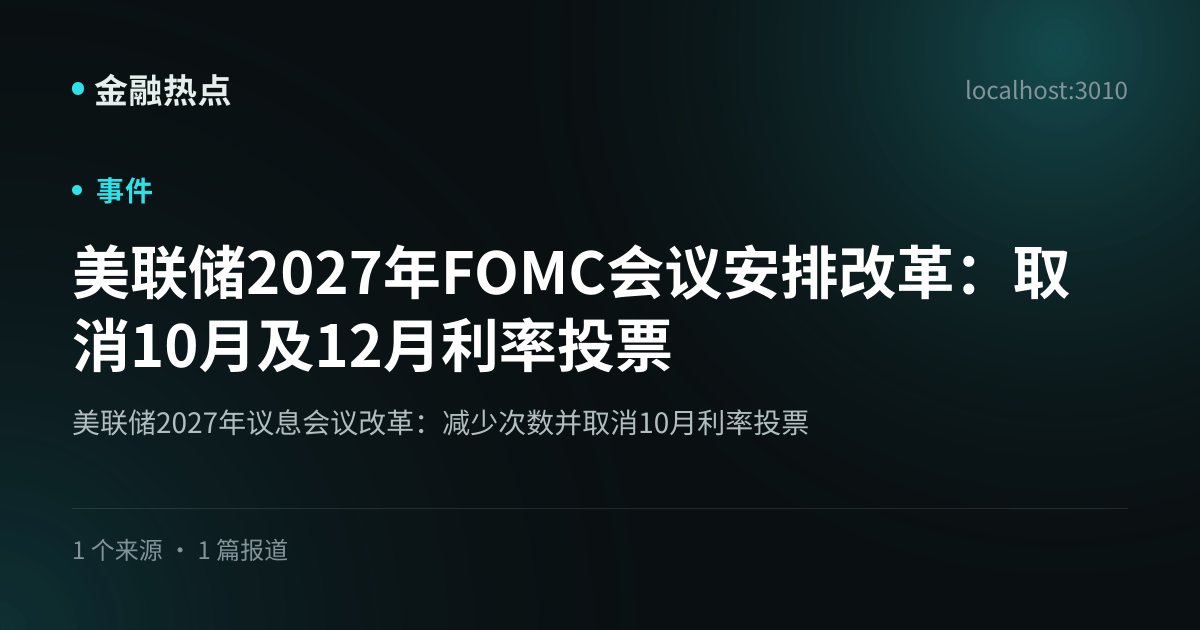 金融热点
localhost:3010
事件
美联储2027年FOMC会议安排改革：取
消10月及12月利率投票
美联储2027年议息会议改革：减少次数并取消10月利率投票
1 个来源 · 1 篇报道